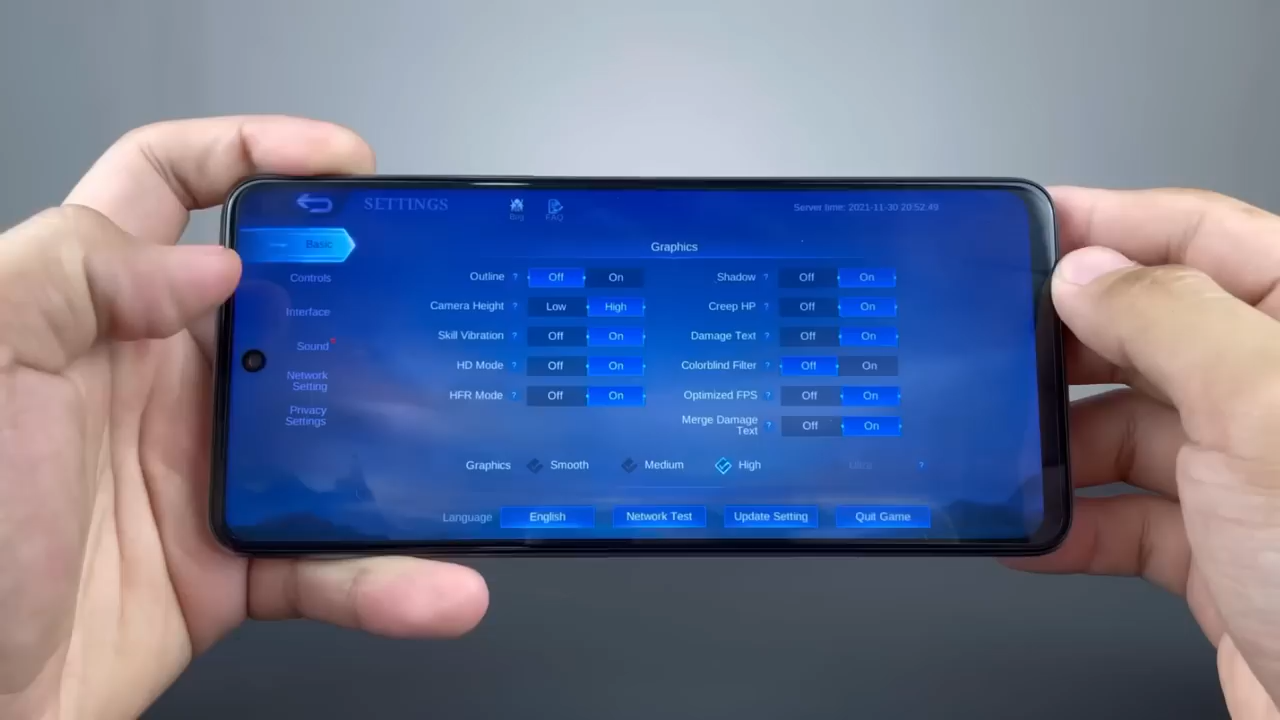 SETTINGS
Bug
FAQ
Server time: 2021-11-30 20:52:49
Basic
Controls
Interface
Sound
Network
Setting
Privacy
Settings
Graphics
Outline ? Off On
Shadow ? Off On
Camera Height ? Low High
Creep HP ? Off On
Skill Vibration ? Off On
Damage Text ? Off On
HD Mode ? Off On
Colorblind Filter ? Off On
HFR Mode ? Off On
Optimized FPS ? Off On
Merge Damage
Text ? Off On
Graphics Smooth Medium High Ultra ?
Language English Network Test Update Setting Quit Game